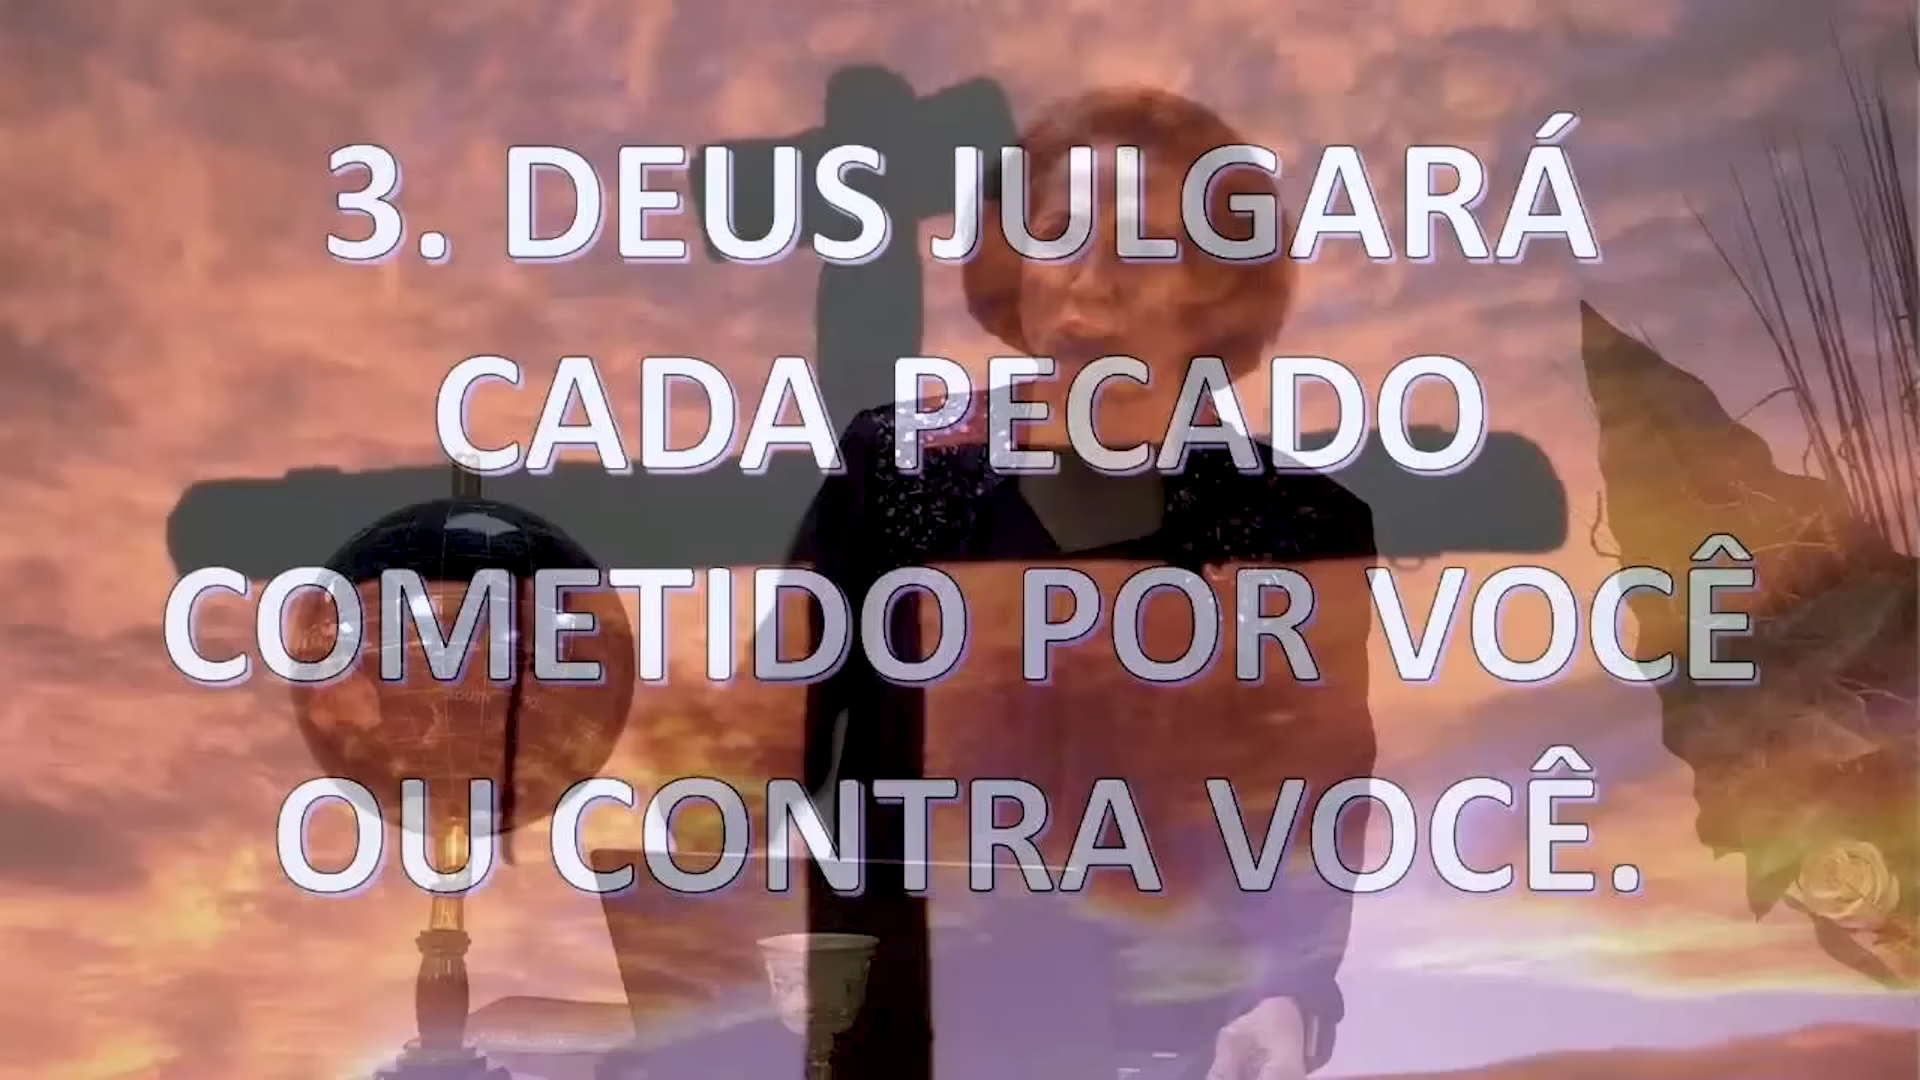 3. DEUS JULGARÁ
CADA PECADO
COMETIDO POR VOCÊ
OU CONTRA VOCÊ.